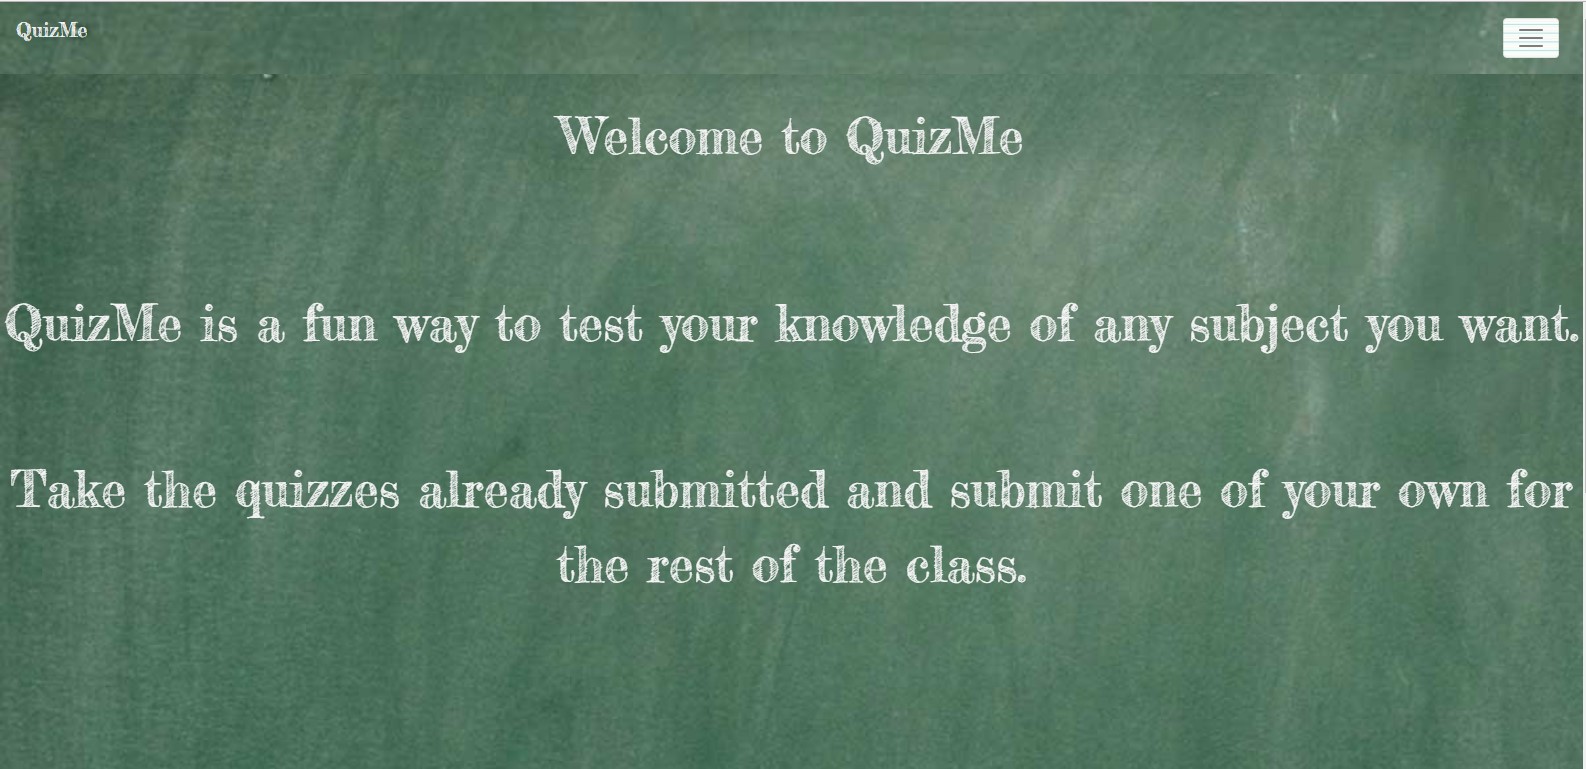 QuizMe
Welcome to QuizMe
QuizMe is a fun way to test your knowledge of any subject you want.
Take the quizzes already submitted and submit one of your own for
the rest of the class.